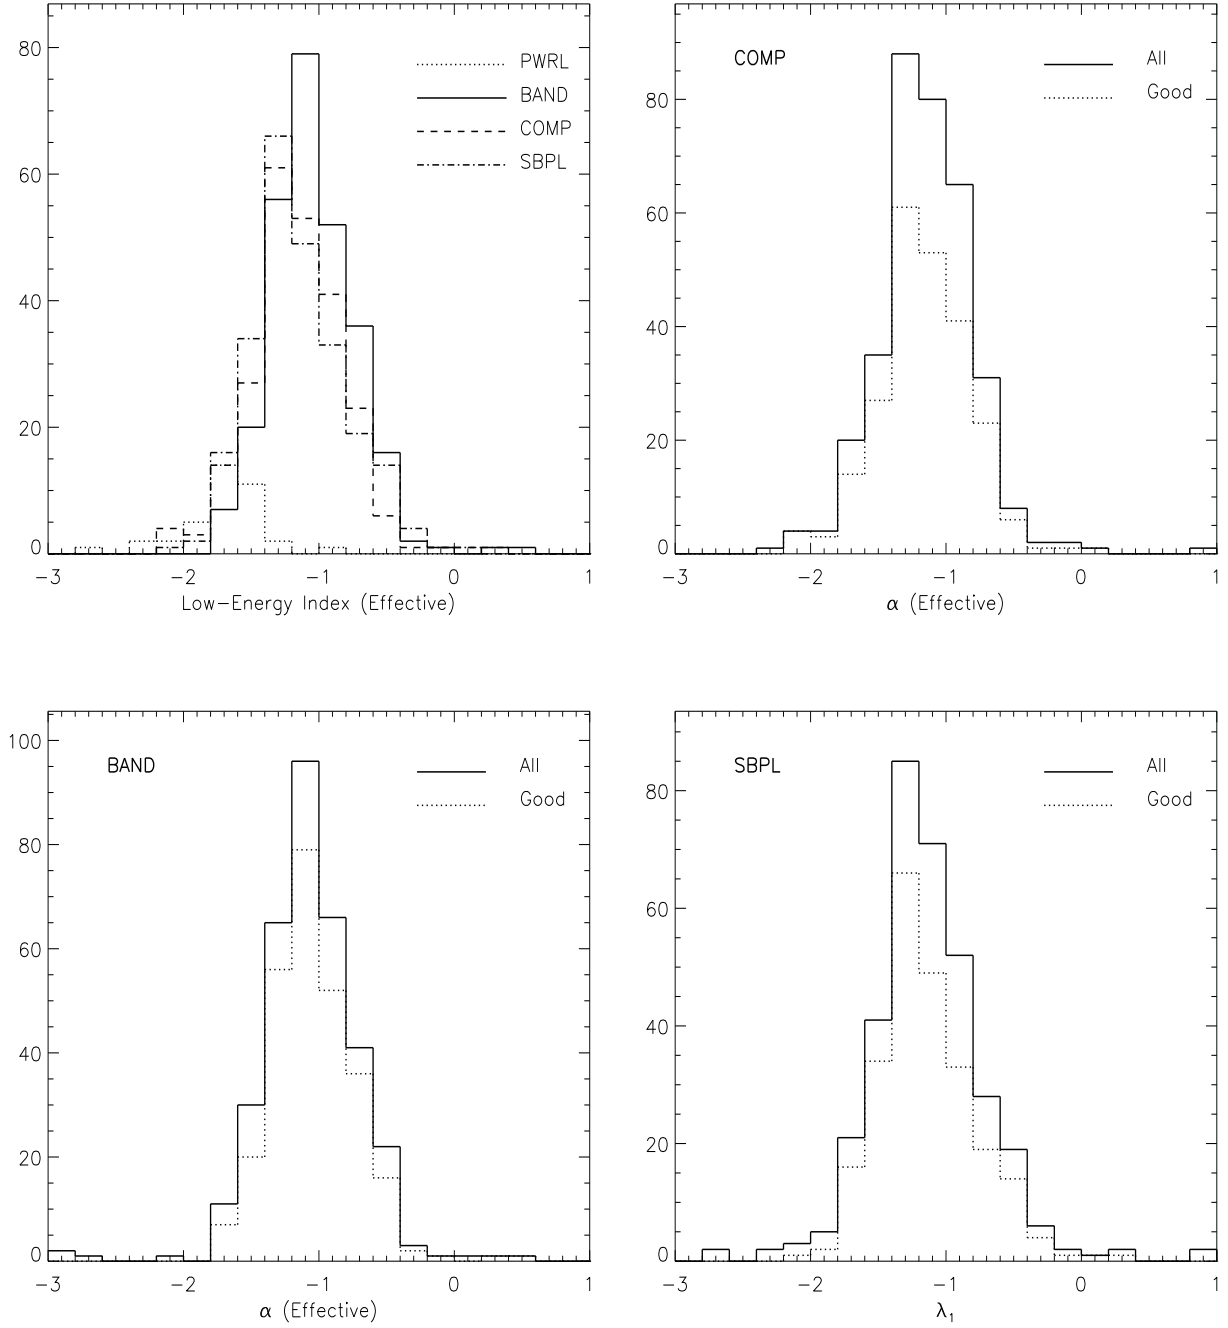 80
60
40
20
0
−3 −2 −1 0 1
Low−Energy Index (Effective)
PWRL
BAND
COMP
SBPL
COMP
All
Good
80
60
40
20
0
−3 −2 −1 0 1
α (Effective)
BAND
All
Good
100
80
60
40
20
0
−3 −2 −1 0 1
α (Effective)
SBPL
All
Good
80
60
40
20
0
−3 −2 −1 0 1
λ₁